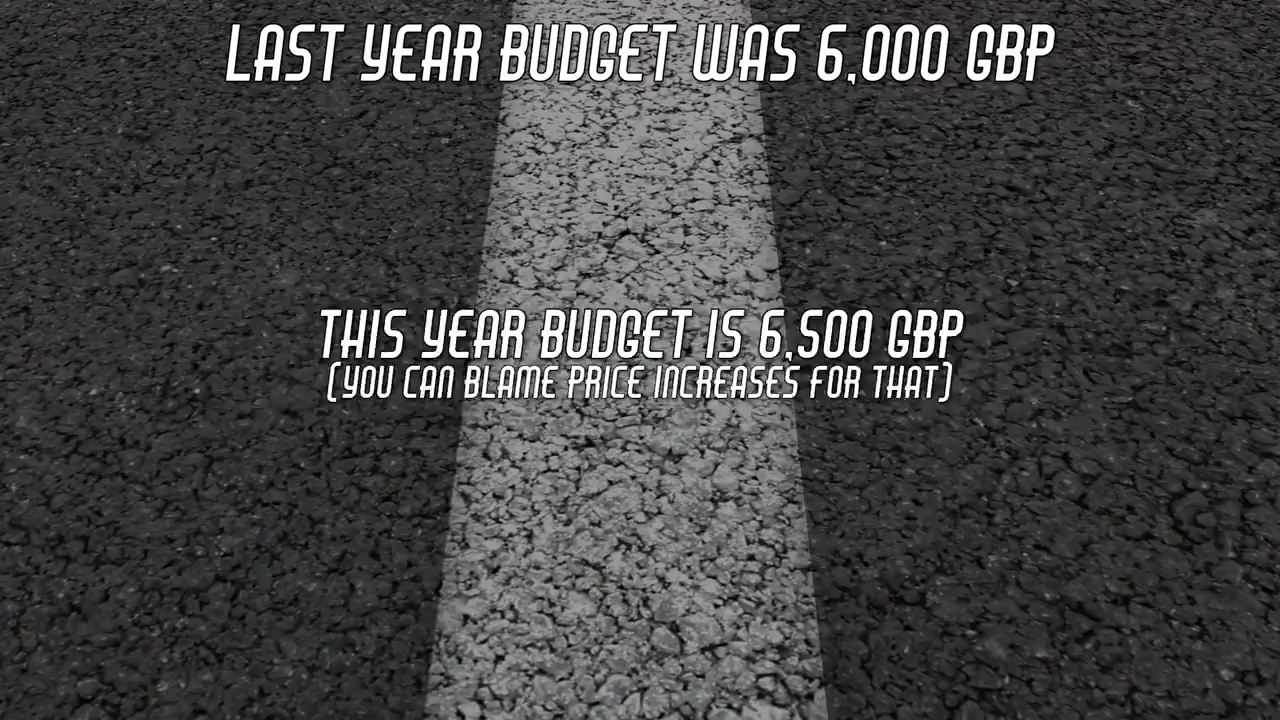 LAST YEAR BUDGET WAS 6,000 GBP
THIS YEAR BUDGET IS 6,500 GBP
(YOU CAN BLAME PRICE INCREASES FOR THAT)